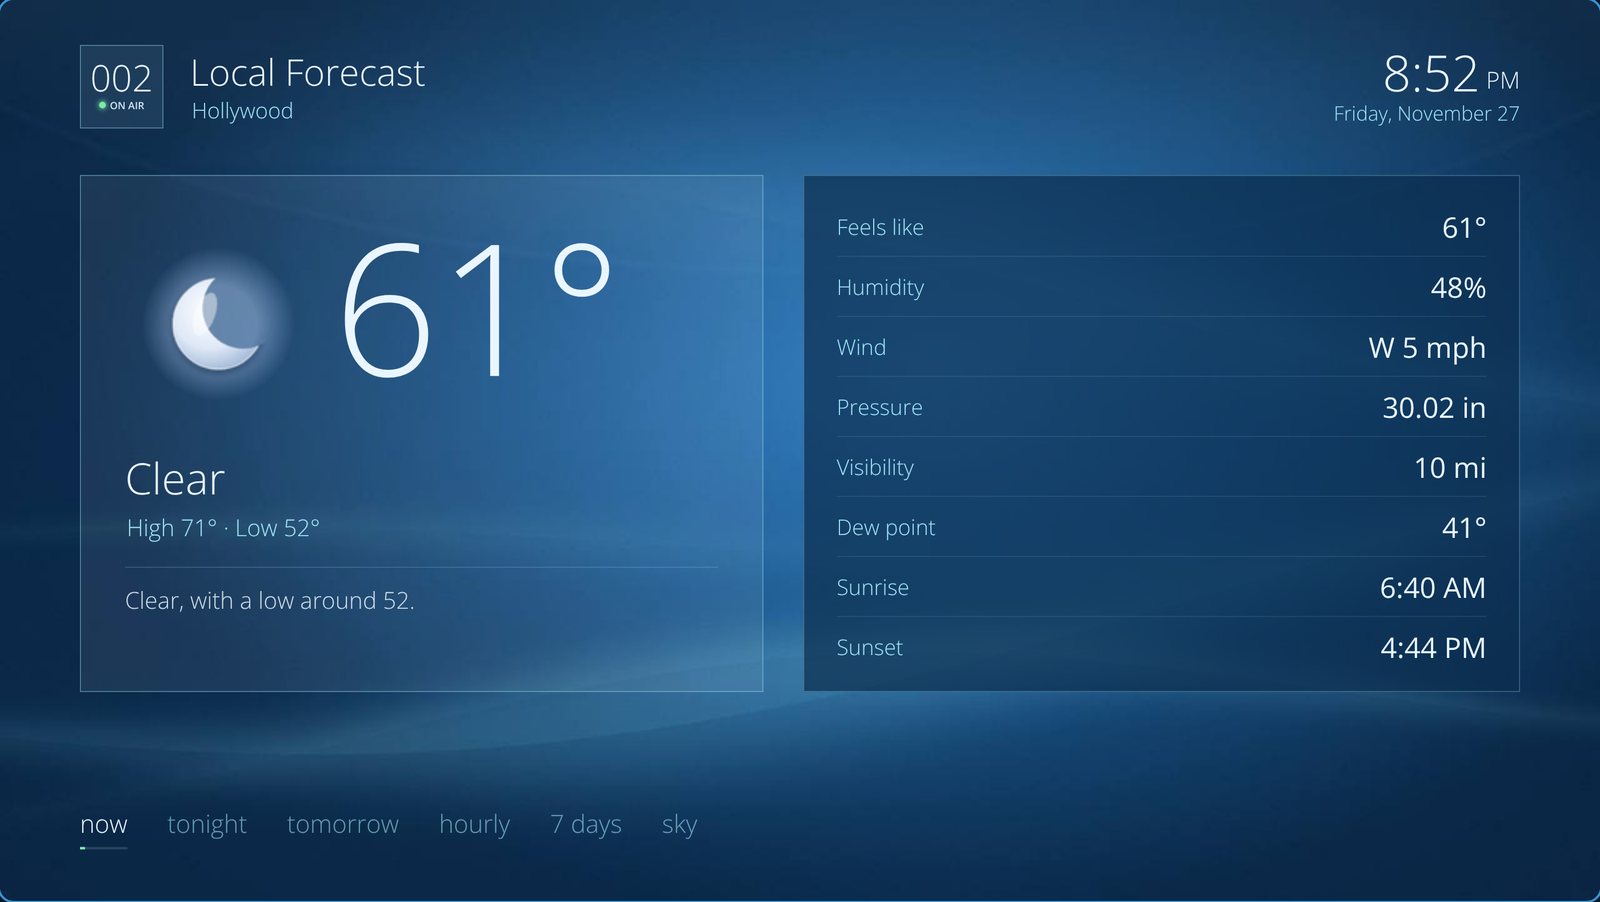 002
ON AIR
Local Forecast
Hollywood
8:52 PM
Friday, November 27
61°
Clear
High 71° · Low 52°
Clear, with a low around 52.
Feels like 61°
Humidity 48%
Wind W 5 mph
Pressure 30.02 in
Visibility 10 mi
Dew point 41°
Sunrise 6:40 AM
Sunset 4:44 PM
now tonight tomorrow hourly 7 days sky